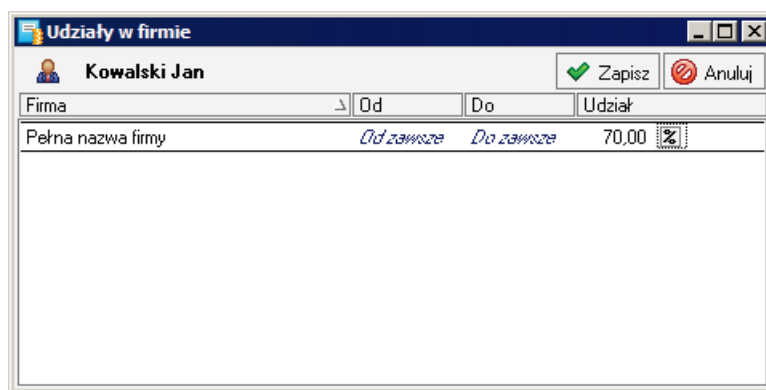 Udziały w firmie
Kowalski Jan Zapisz Anuluj
Firma Od Do Udział
Pełna nazwa firmy Od zawsze Do zawsze 70,00 %